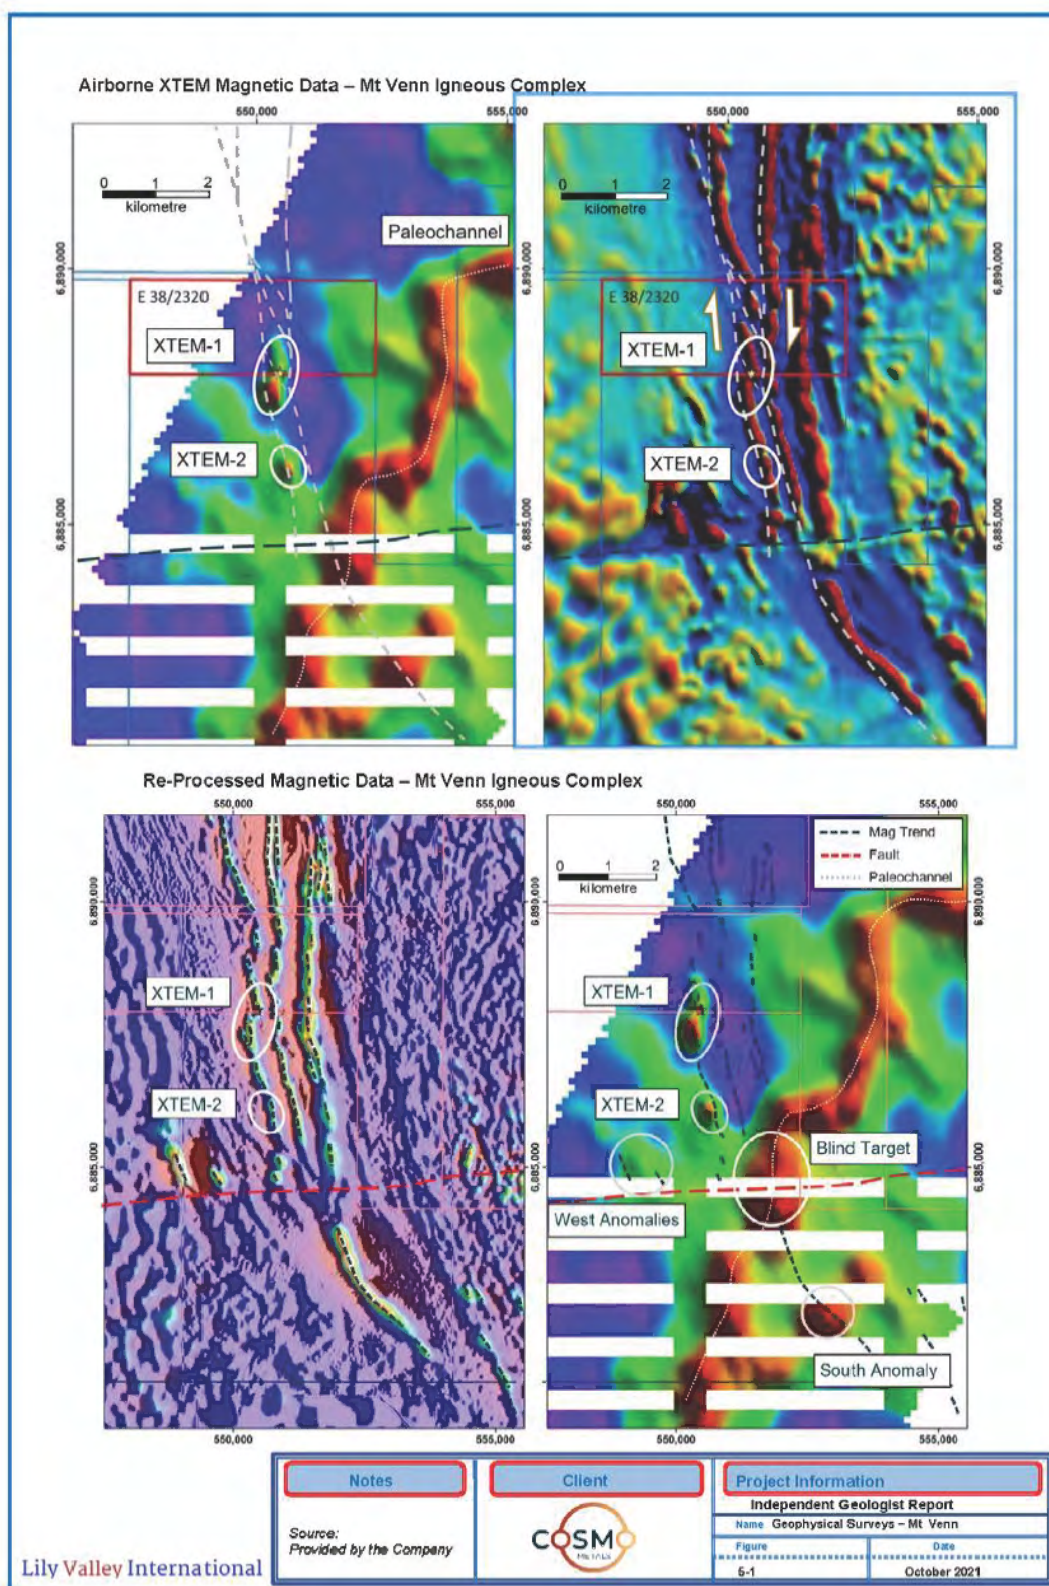 Airborne XTEM Magnetic Data – Mt Venn Igneous Complex
550,000
555,000
550,000
555,000
0 1 2
kilometre
Paleochannel
6,890,000
E 38/2320
XTEM-1
XTEM-2
6,885,000
0 1 2
kilometre
6,890,000
6,890,000
E 38/2320
XTEM-1
XTEM-2
6,885,000
6,885,000
Re-Processed Magnetic Data – Mt Venn Igneous Complex
550,000
555,000
550,000
555,000
6,890,000
XTEM-1
XTEM-2
6,885,000
550,000
555,000
0 1 2
kilometre
Mag Trend
Fault
Paleochannel
6,890,000
6,890,000
XTEM-1
XTEM-2
Blind Target
6,885,000
6,885,000
West Anomalies
South Anomaly
550,000
555,000
Notes
Source:
Provided by the Company
Client
COSMO
METALS
Project Information
Independent Geologist Report
Name Geophysical Surveys – Mt Venn
Figure
Date
5-1
October 2021
Lily Valley International